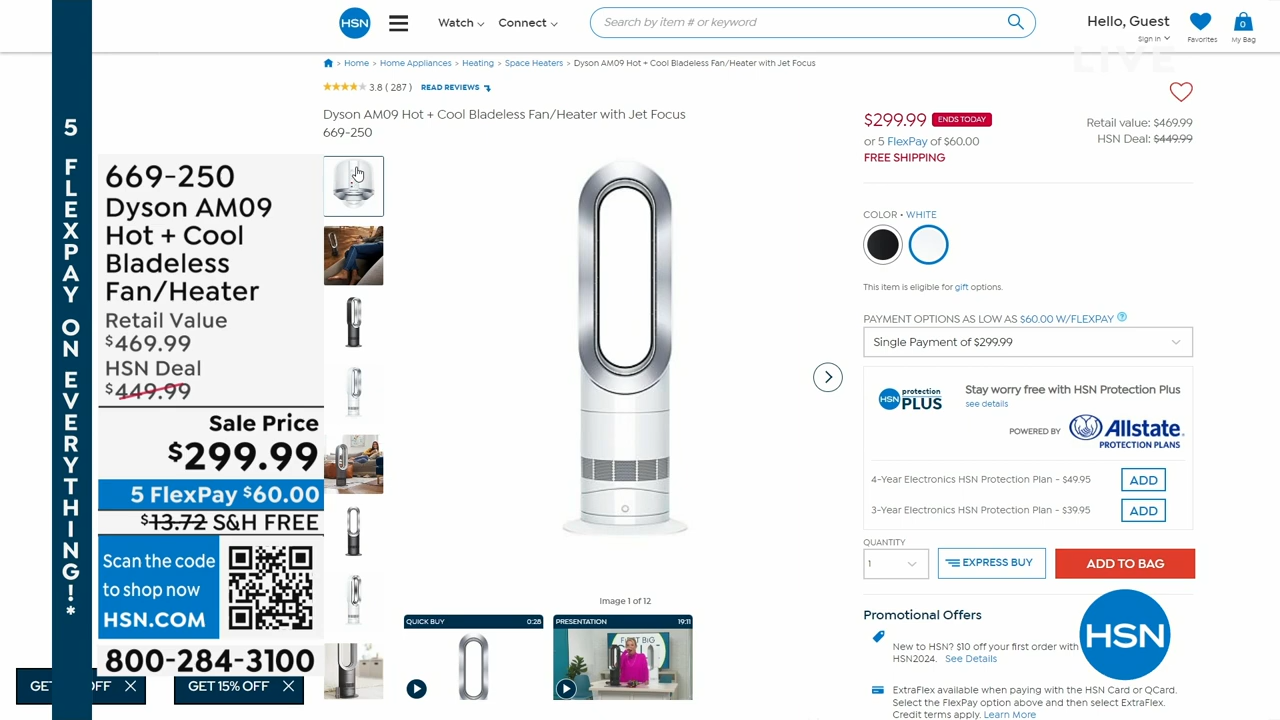 HSN
Watch
Connect
Search by item # or keyword
Hello, Guest
Sign in
Favorites
0
My Bag
LIVE
Home > Home Appliances > Heating > Space Heaters > Dyson AM09 Hot + Cool Bladeless Fan/Heater with Jet Focus
3.8 ( 287 ) READ REVIEWS
Dyson AM09 Hot + Cool Bladeless Fan/Heater with Jet Focus
669-250
5 FLEXPAY ON EVERYTHING!*
669-250
Dyson AM09
Hot + Cool
Bladeless
Fan/Heater
Retail Value
$469.99
HSN Deal
$449.99
Sale Price
$299.99
5 FlexPay $60.00
$13.72 S&H FREE
Scan the code
to shop now
HSN.COM
800-284-3100
GET
OFF
GET 15% OFF
Image 1 of 12
QUICK BUY 0:28
PRESENTATION 19:11
$299.99 ENDS TODAY
or 5 FlexPay of $60.00
FREE SHIPPING
Retail value: $469.99
HSN Deal: $449.99
COLOR • WHITE
This item is eligible for gift options.
PAYMENT OPTIONS AS LOW AS $60.00 W/FLEXPAY
Single Payment of $299.99
HSN protection PLUS
Stay worry free with HSN Protection Plus
see details
POWERED BY Allstate
PROTECTION PLANS
4-Year Electronics HSN Protection Plan - $49.95 ADD
3-Year Electronics HSN Protection Plan - $39.95 ADD
QUANTITY
1
EXPRESS BUY
ADD TO BAG
Promotional Offers
New to HSN? $10 off your first order with
HSN2024. See Details
HSN
ExtraFlex available when paying with the HSN Card or QCard.
Select the FlexPay option above and then select ExtraFlex.
Credit terms apply. Learn More